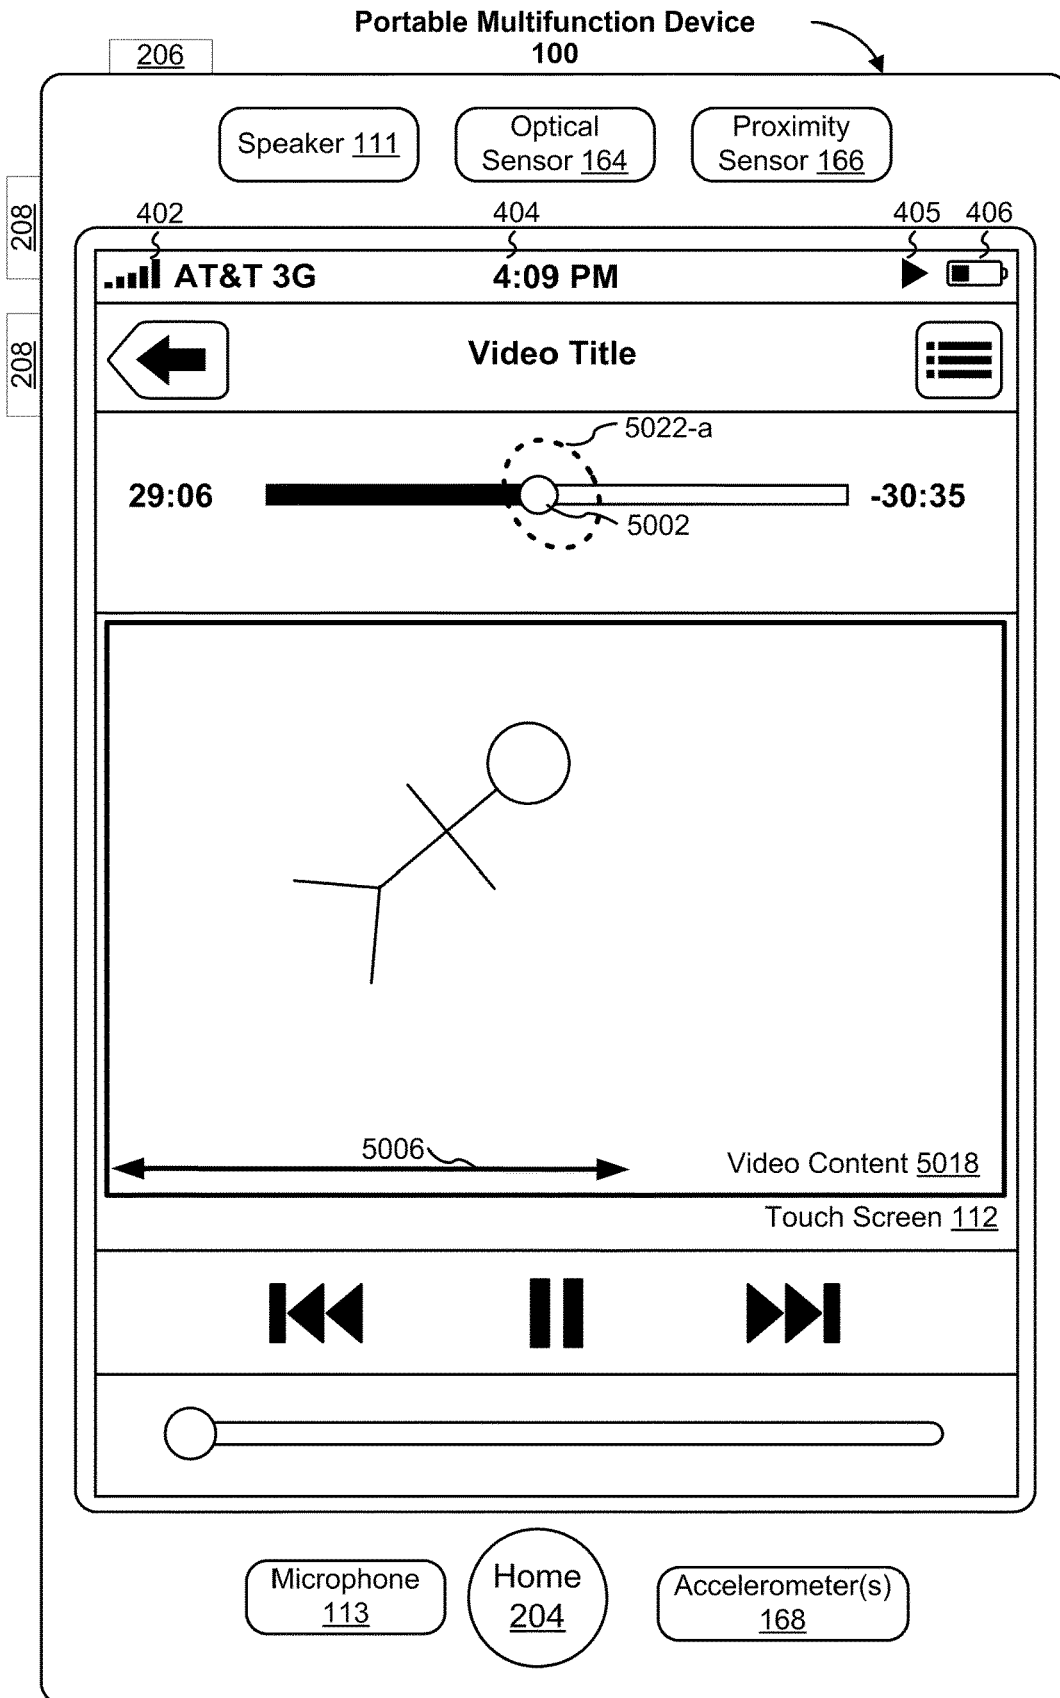 Portable Multifunction Device
100
206
Speaker 111
Optical
Sensor 164
Proximity
Sensor 166
208
402
404
405
406
AT&T 3G
4:09 PM
208
Video Title
5022-a
29:06
-30:35
5002
5006
Video Content 5018
Touch Screen 112
Microphone
113
Home
204
Accelerometer(s)
168